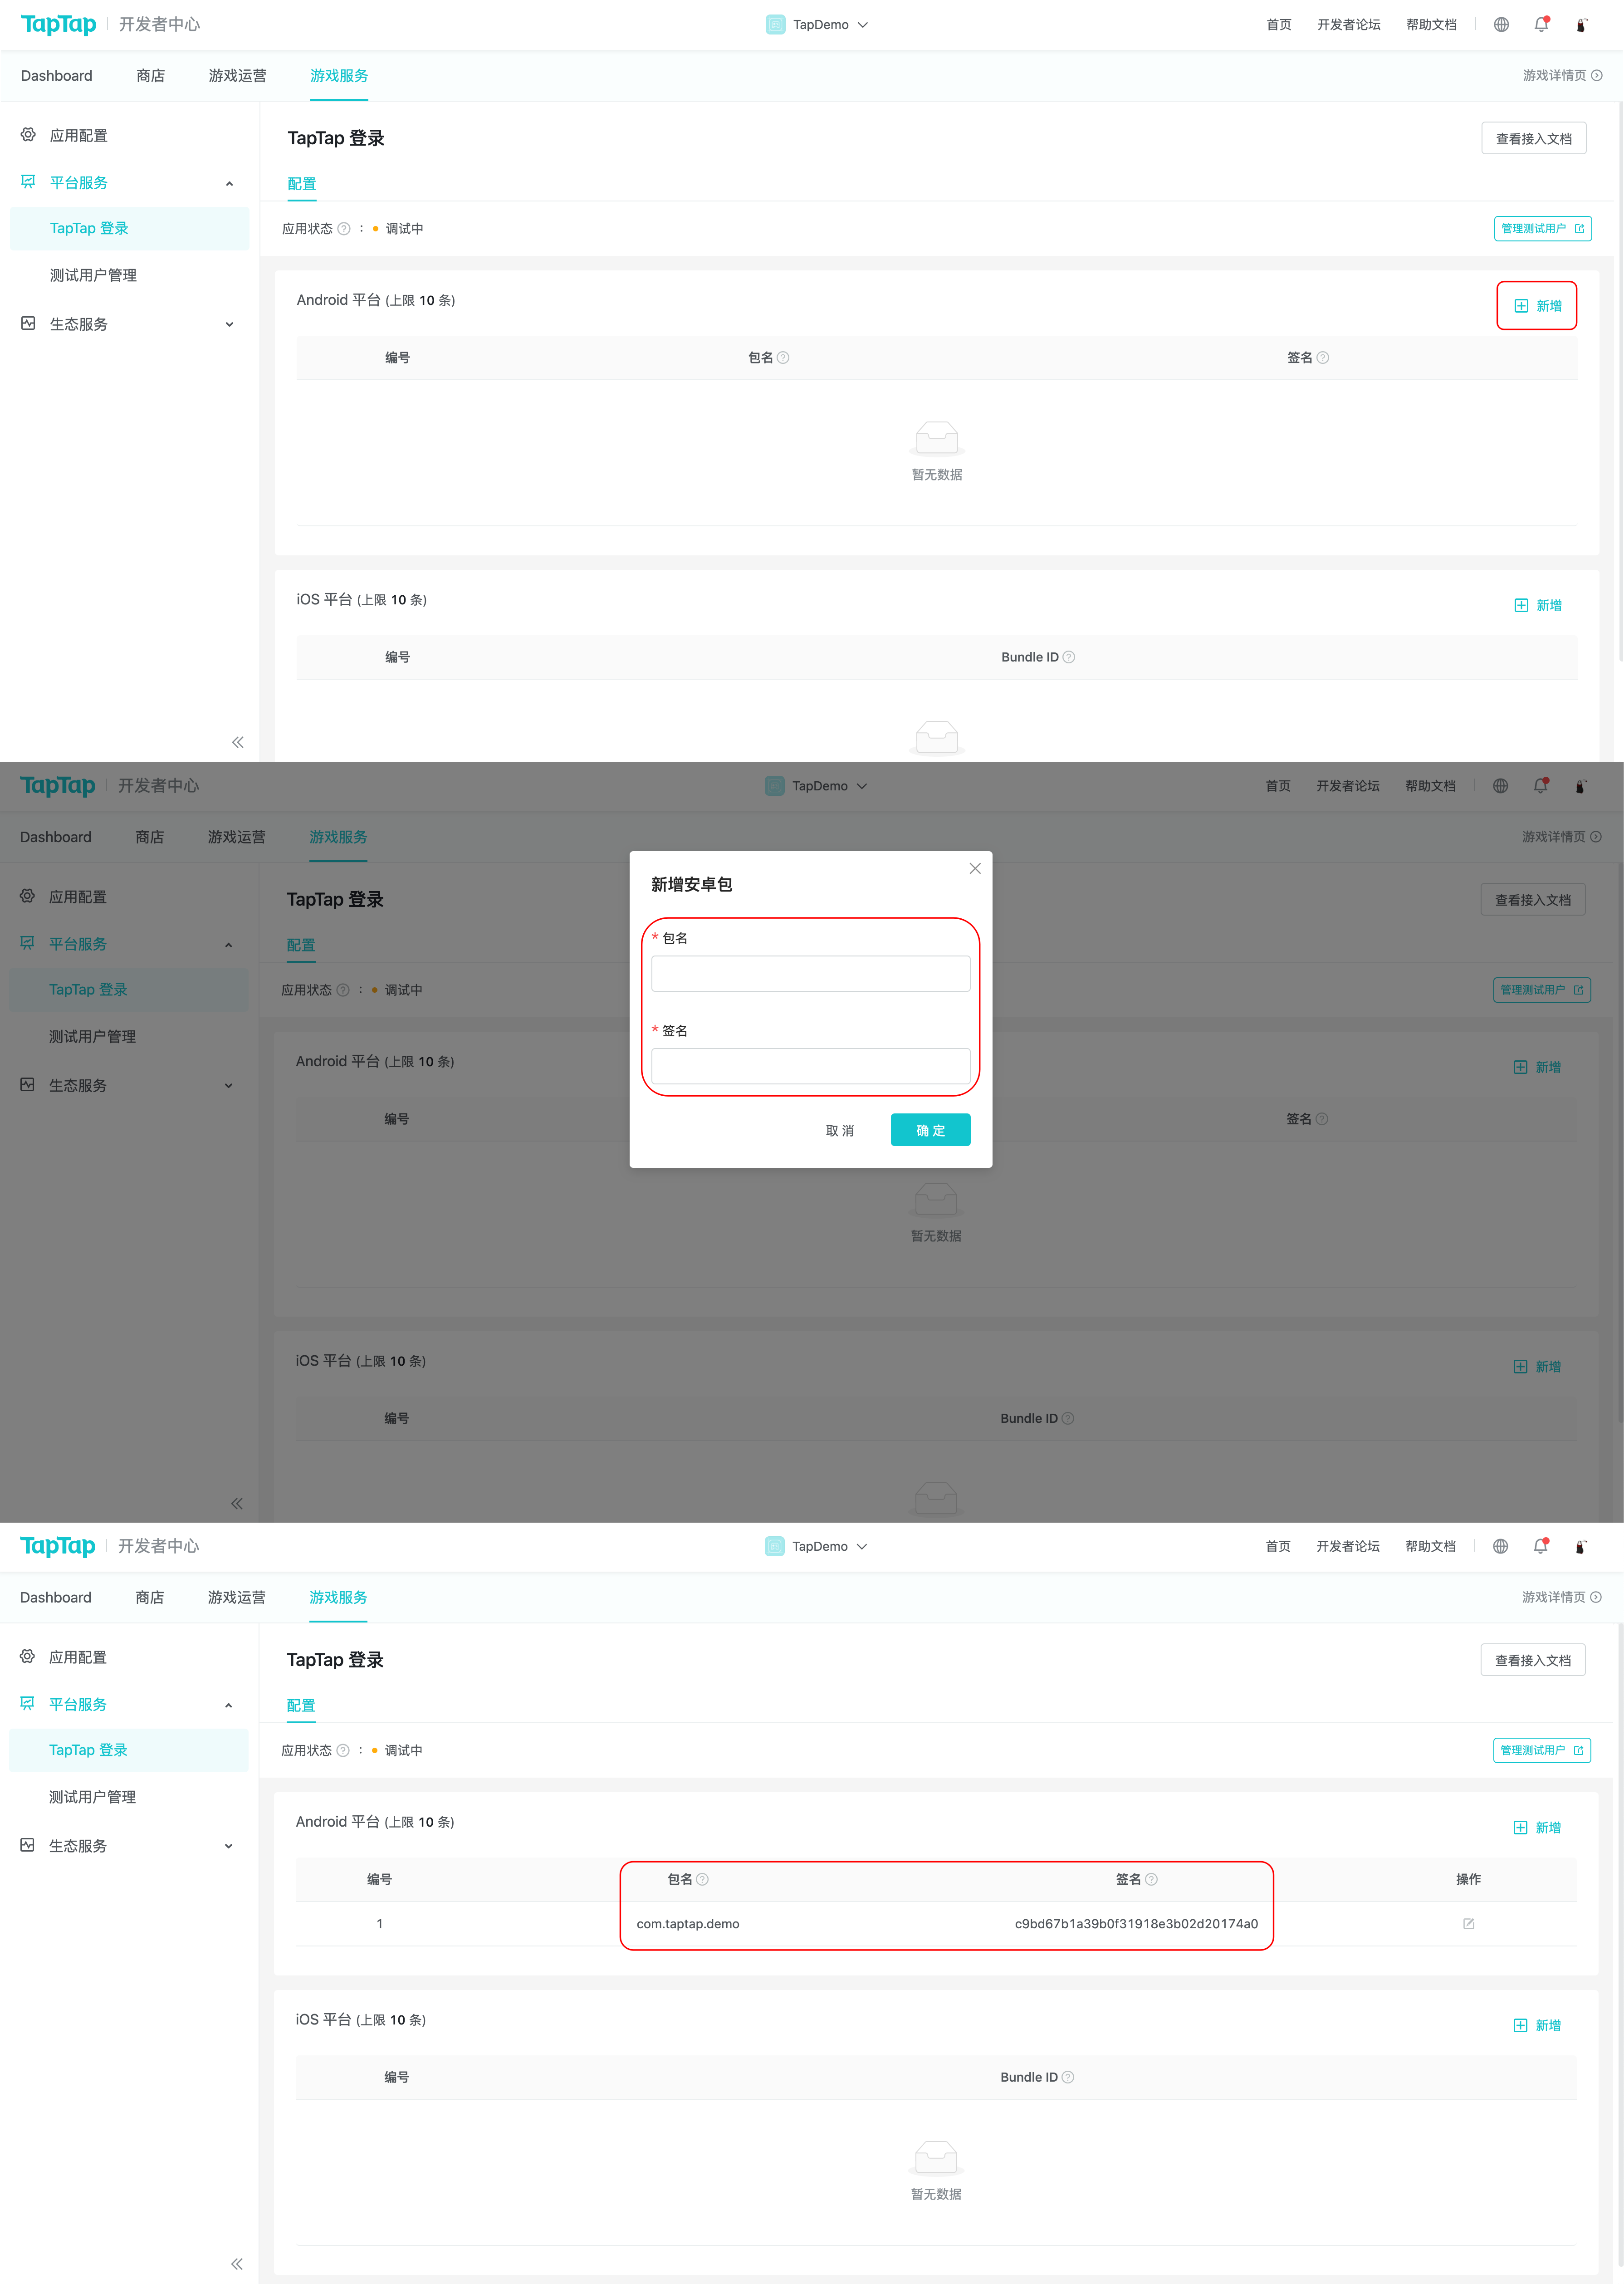 TapTap 开发者中心 TapDemo 首页 开发者论坛 帮助文档
Dashboard 商店 游戏运营 游戏服务 游戏详情页
应用配置
平台服务
TapTap 登录
测试用户管理
生态服务
TapTap 登录 查看接入文档
配置
应用状态 : 调试中 管理测试用户
Android 平台 (上限 10 条) 新增
编号 包名 签名
暂无数据
iOS 平台 (上限 10 条) 新增
编号 Bundle ID
TapTap 开发者中心 TapDemo 首页 开发者论坛 帮助文档
Dashboard 商店 游戏运营 游戏服务 游戏详情页
应用配置
平台服务
TapTap 登录
测试用户管理
生态服务
TapTap 登录 查看接入文档
配置
应用状态 : 调试中 管理测试用户
Android 平台 (上限 10 条) 新增
编号 签名
暂无数据
iOS 平台 (上限 10 条) 新增
编号 Bundle ID
新增安卓包
* 包名
* 签名
取 消 确 定
TapTap 开发者中心 TapDemo 首页 开发者论坛 帮助文档
Dashboard 商店 游戏运营 游戏服务 游戏详情页
应用配置
平台服务
TapTap 登录
测试用户管理
生态服务
TapTap 登录 查看接入文档
配置
应用状态 : 调试中 管理测试用户
Android 平台 (上限 10 条) 新增
编号 包名 签名 操作
1 com.taptap.demo c9bd67b1a39b0f31918e3b02d20174a0
iOS 平台 (上限 10 条) 新增
编号 Bundle ID
暂无数据